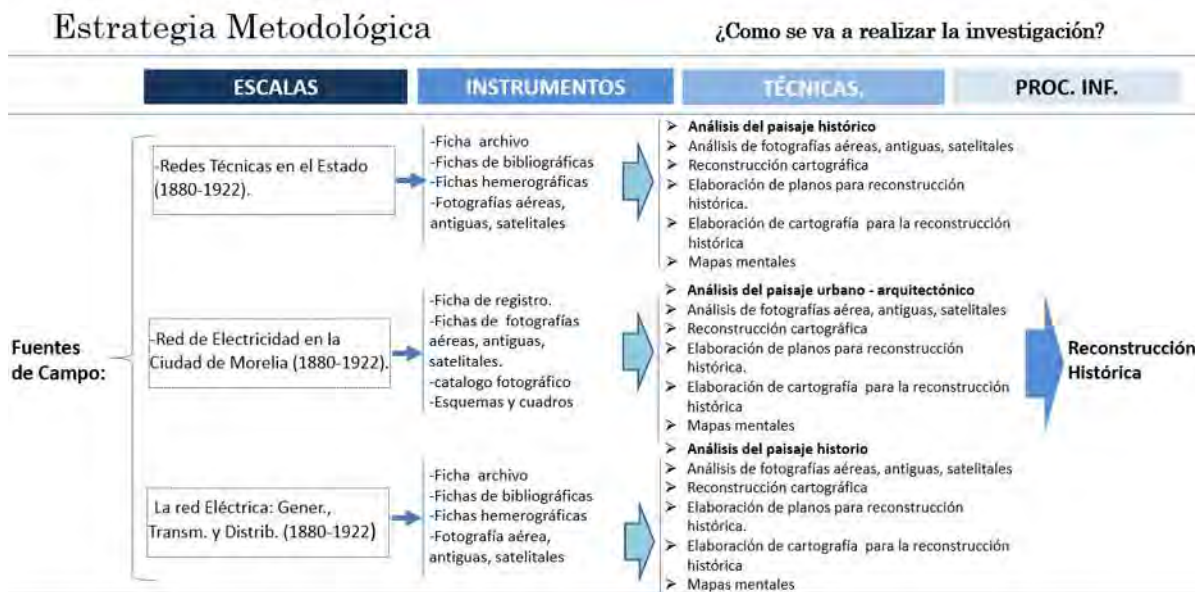 Estrategia Metodológica
¿Como se va a realizar la investigación?
ESCALAS
INSTRUMENTOS
TÉCNICAS.
PROC. INF.
Fuentes
de Campo:
-Redes Técnicas en el Estado
(1880-1922).
-Ficha archivo
-Fichas de bibliográficas
-Fichas hemerográficas
-Fotografías aéreas,
antiguas, satelitales
Análisis del paisaje histórico
Análisis de fotografías aéreas, antiguas, satelitales
Reconstrucción cartográfica
Elaboración de planos para reconstrucción
histórica.
Elaboración de cartografía para la reconstrucción
histórica
Mapas mentales
-Red de Electricidad en la
Ciudad de Morelia (1880-1922).
-Ficha de registro.
-Fichas de fotografías
aéreas, antiguas,
satelitales.
-catalogo fotográfico
-Esquemas y cuadros
Análisis del paisaje urbano - arquitectónico
Análisis de fotografías aérea, antiguas, satelitales
Reconstrucción cartográfica
Elaboración de planos para reconstrucción
histórica.
Elaboración de cartografía para la reconstrucción
histórica
Mapas mentales
La red Eléctrica: Gener.,
Transm. y Distrib. (1880-1922)
-Ficha archivo
-Fichas de bibliográficas
-Fichas hemerográficas
-Fotografía aérea,
antiguas, satelitales
Análisis del paisaje historio
Análisis de fotografías aéreas, antiguas, satelitales
Reconstrucción cartográfica
Elaboración de planos para reconstrucción
histórica.
Elaboración de cartografía para la reconstrucción
histórica
Mapas mentales
Reconstrucción
Histórica